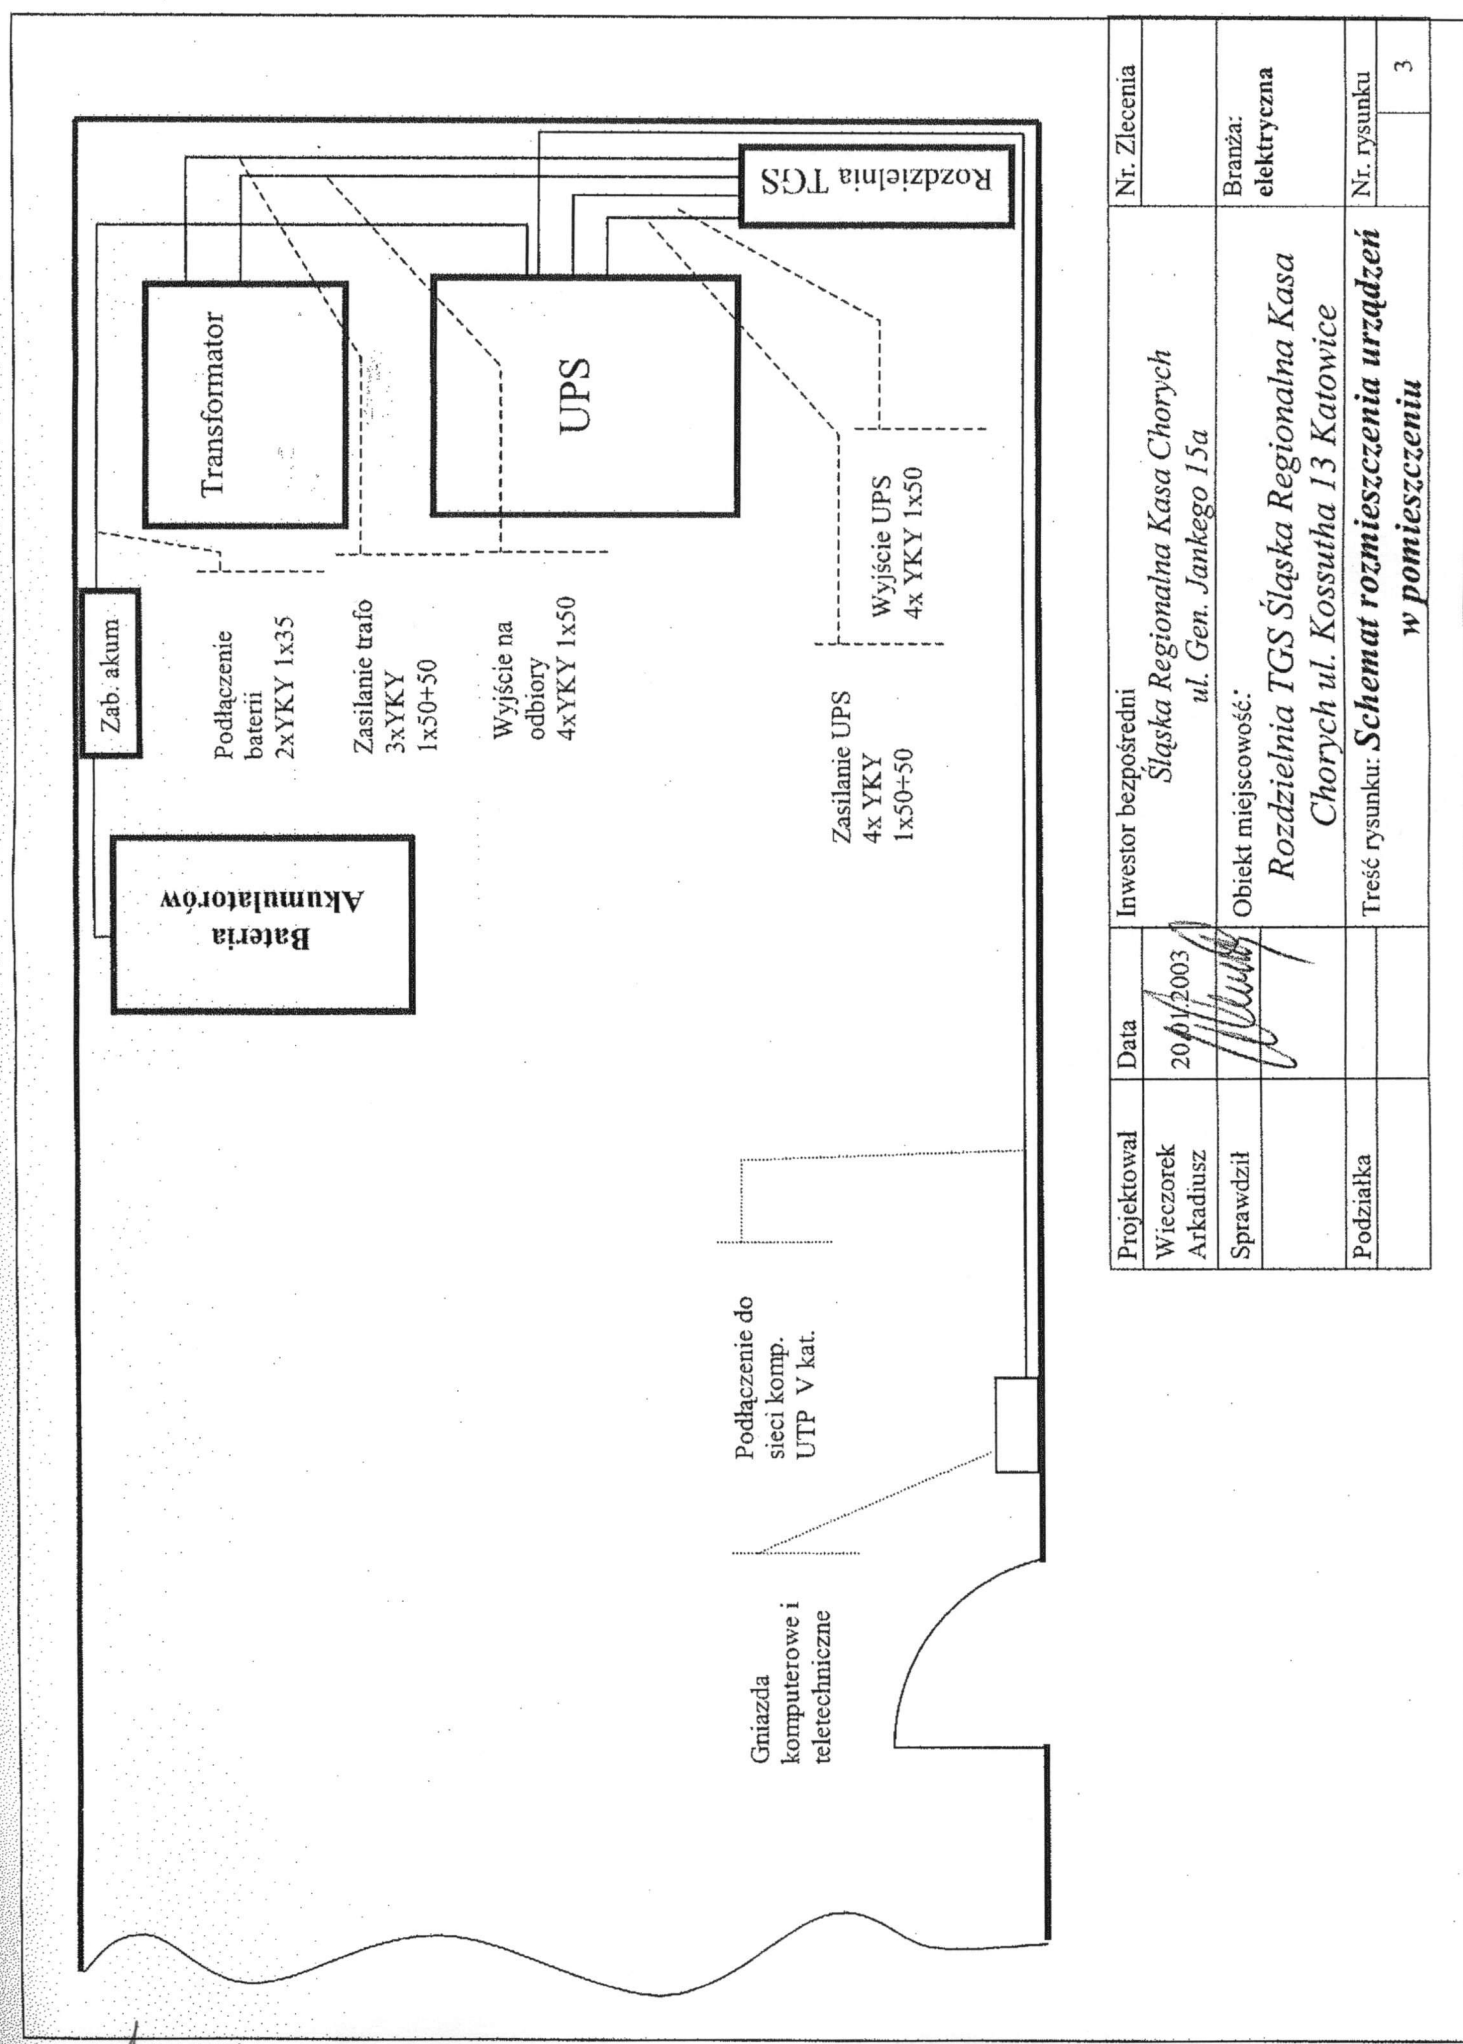 Zab. akum
Transformator
Bateria
Akumulatorów
Podłączenie
baterii
2xYKY 1x35
Zasilanie trafo
3xYKY
1x50+50
Wyjście na
odbiory
4xYKY 1x50
UPS
Zasilanie UPS
4x YKY
1x50+50
Wyjście UPS
4x YKY 1x50
Rozdzielnia TGS
Podłączenie do
sieci komp.
UTP V kat.
Gniazda
komputerowe i
teletechniczne
Projektował
Data
Inwestor bezpośredni
Nr. Zlecenia
Wieczorek
Arkadiusz
20.01.2003
Śląska Regionalna Kasa Chorych
ul. Gen. Jankego 15a
Sprawdził
Obiekt miejscowość:
Rozdzielnia TGS Śląska Regionalna Kasa
Chorych ul. Kossutha 13 Katowice
Branża:
elektryczna
Podziałka
Treść rysunku: Schemat rozmieszczenia urządzeń
w pomieszczeniu
Nr. rysunku
3